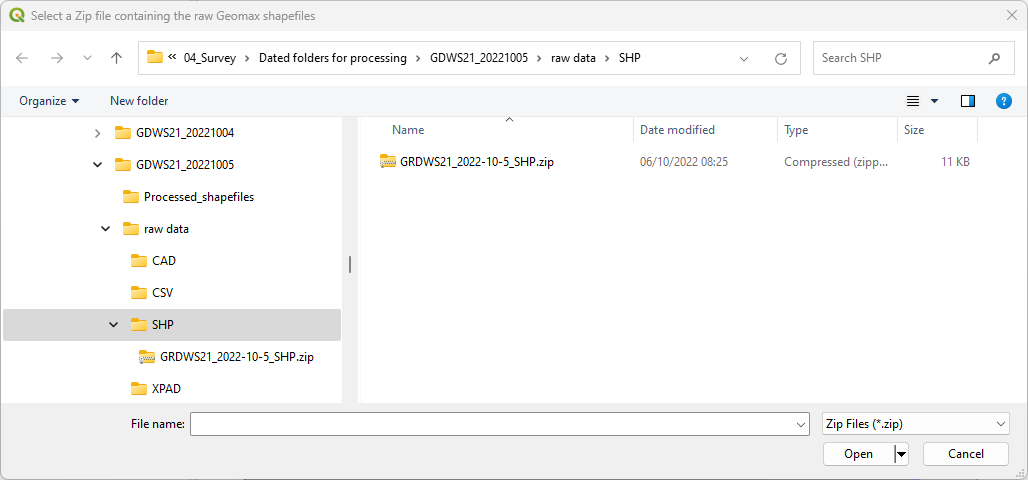 Select a Zip file containing the raw Geomax shapefiles
« 04_Survey > Dated folders for processing > GDWS21_20221005 > raw data > SHP
Search SHP
Organize
New folder
?
GDWS21_20221004
GDWS21_20221005
Processed_shapefiles
raw data
CAD
CSV
SHP
GRDWS21_2022-10-5_SHP.zip
XPAD
Name Date modified Type Size
GRDWS21_2022-10-5_SHP.zip 06/10/2022 08:25 Compressed (zipp... 11 KB
File name:
Zip Files (*.zip)
Open
Cancel